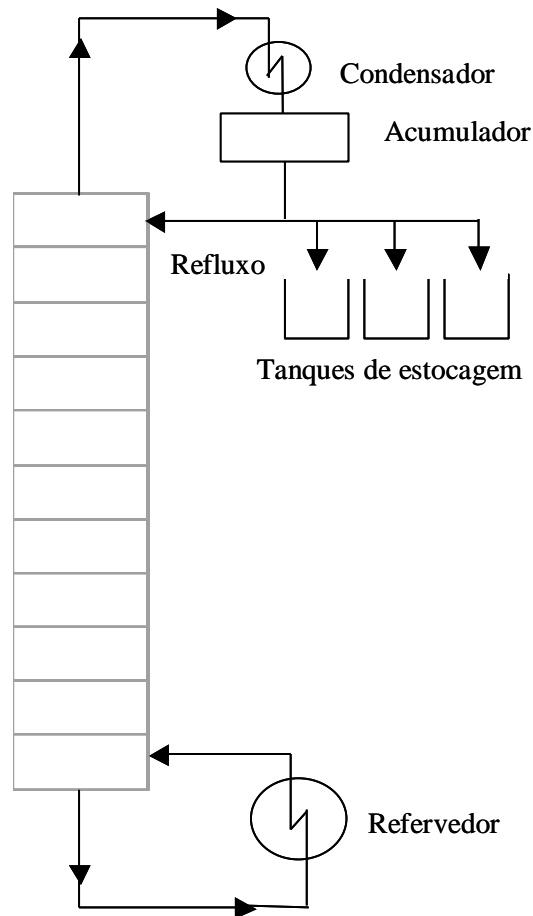 Condensador
Acumulador
Refluxo
Tanques de estocagem
Refervedor